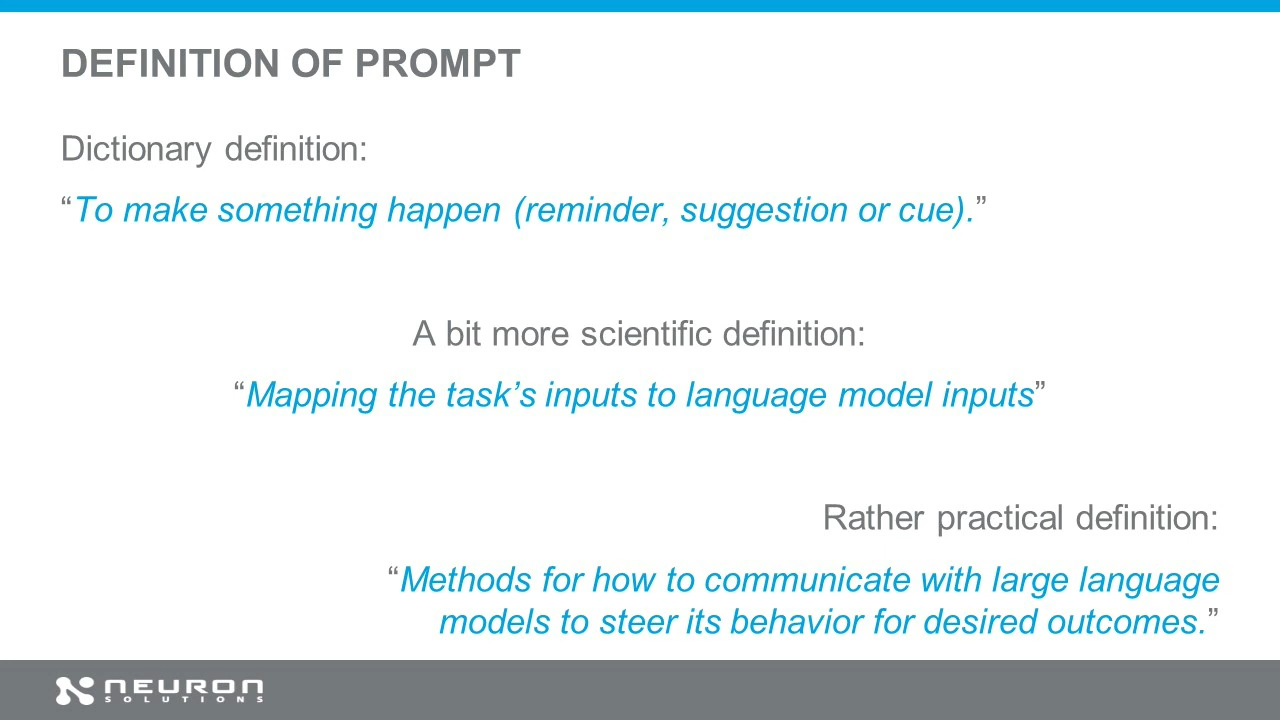 DEFINITION OF PROMPT
Dictionary definition:
“To make something happen (reminder, suggestion or cue).”
A bit more scientific definition:
“Mapping the task’s inputs to language model inputs”
Rather practical definition:
“Methods for how to communicate with large language
models to steer its behavior for desired outcomes.”
NEURON
SOLUTIONS